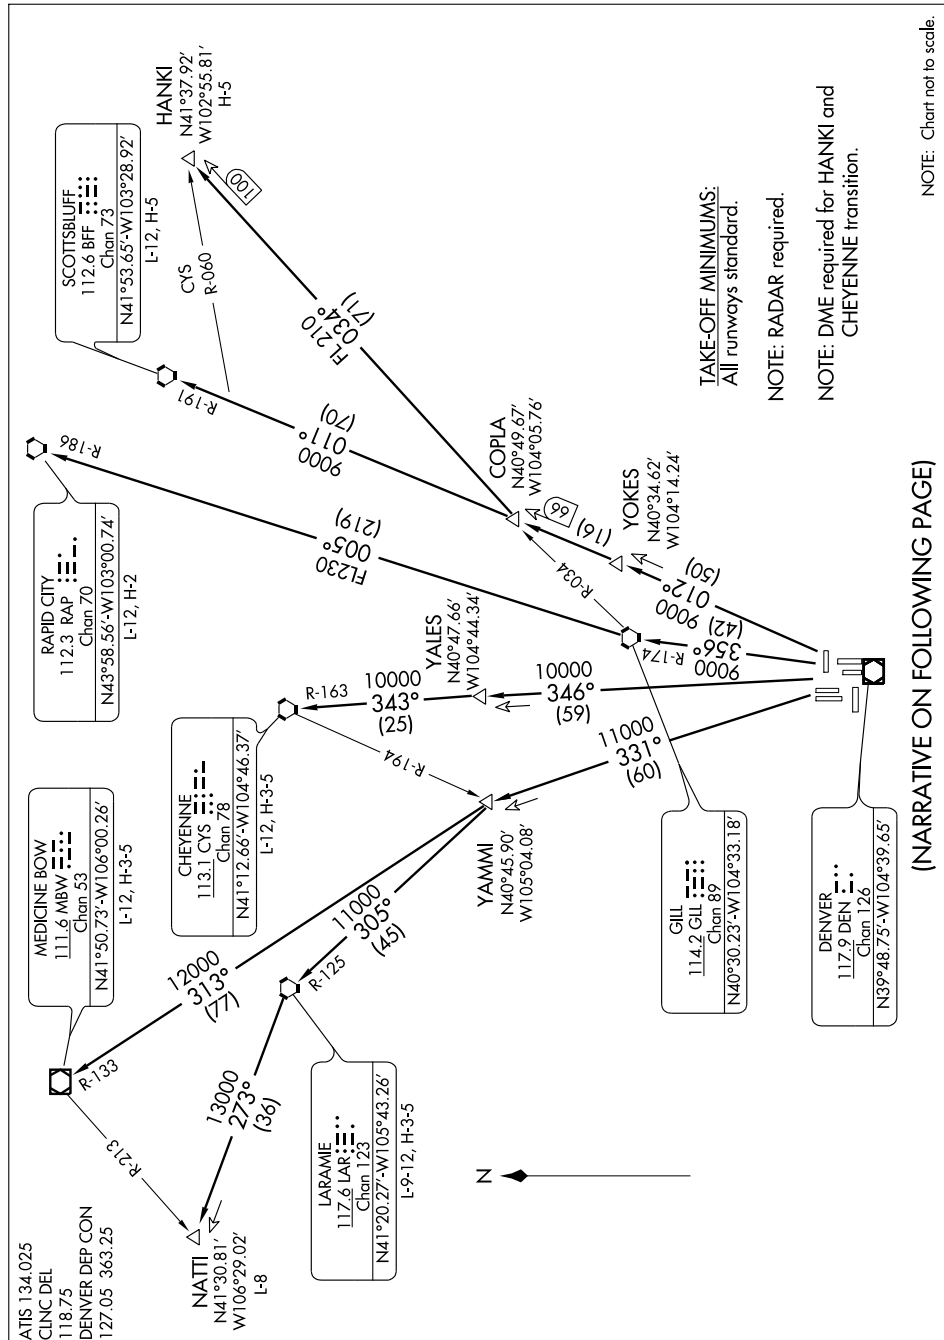 ATIS 134.025
CLNC DEL
118.75
DENVER DEP CON
127.05 363.25
MEDICINE BOW
111.6 MBW
Chan 53
N41°50.73'-W106°00.26'
L-12, H-3-5
RAPID CITY
112.3 RAP
Chan 70
N43°58.56'-W103°00.74'
L-12, H-2
SCOTTSBLUFF
112.6 BFF
Chan 73
N41°53.65'-W103°28.92'
L-12, H-5
HANKI
N41°37.92'
W102°55.81'
H-5
100
CYS
R-060
R-186
R-191
R-133
R-213
NATTI
N41°30.81'
W106°29.02'
L-8
13000
273°
(36)
12000
313°
(77)
CHEYENNE
113.1 CYS
Chan 78
N41°12.66'-W104°46.37'
L-12, H-3-5
R-163
R-194
R-125
LARAMIE
117.6 LAR
Chan 123
N41°20.27'-W105°43.26'
L-9-12, H-3-5
11000
305°
(45)
10000
343°
(25)
FL230
005°
(219)
9000
011°
(70)
FL210
034°
(71)
YALES
N40°47.66'
W104°44.34'
COPLA
N40°49.67'
W104°05.76'
66
(16)
YAMMI
N40°45.90'
W105°04.08'
R-034
YOKES
N40°34.62'
W104°14.24'
N
11000
331°
(60)
10000
346°
(59)
R-174
9000
356°
(42)
9000
012°
(50)
GILL
114.2 GLL
Chan 89
N40°30.23'-W104°33.18'
DENVER
117.9 DEN
Chan 126
N39°48.75'-W104°39.65'
TAKE-OFF MINIMUMS:
All runways standard.
NOTE: RADAR required.
NOTE: DME required for HANKI and
CHEYENNE transition.
(NARRATIVE ON FOLLOWING PAGE)
NOTE: Chart not to scale.